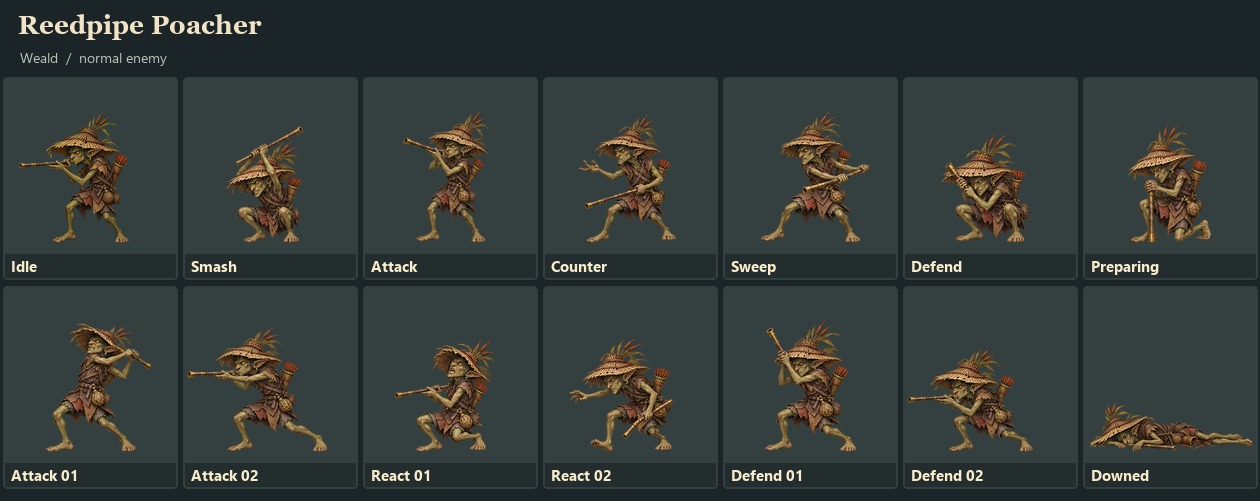 Reedpipe Poacher
Weald / normal enemy
Idle
Smash
Attack
Counter
Sweep
Defend
Preparing
Attack 01
Attack 02
React 01
React 02
Defend 01
Defend 02
Downed